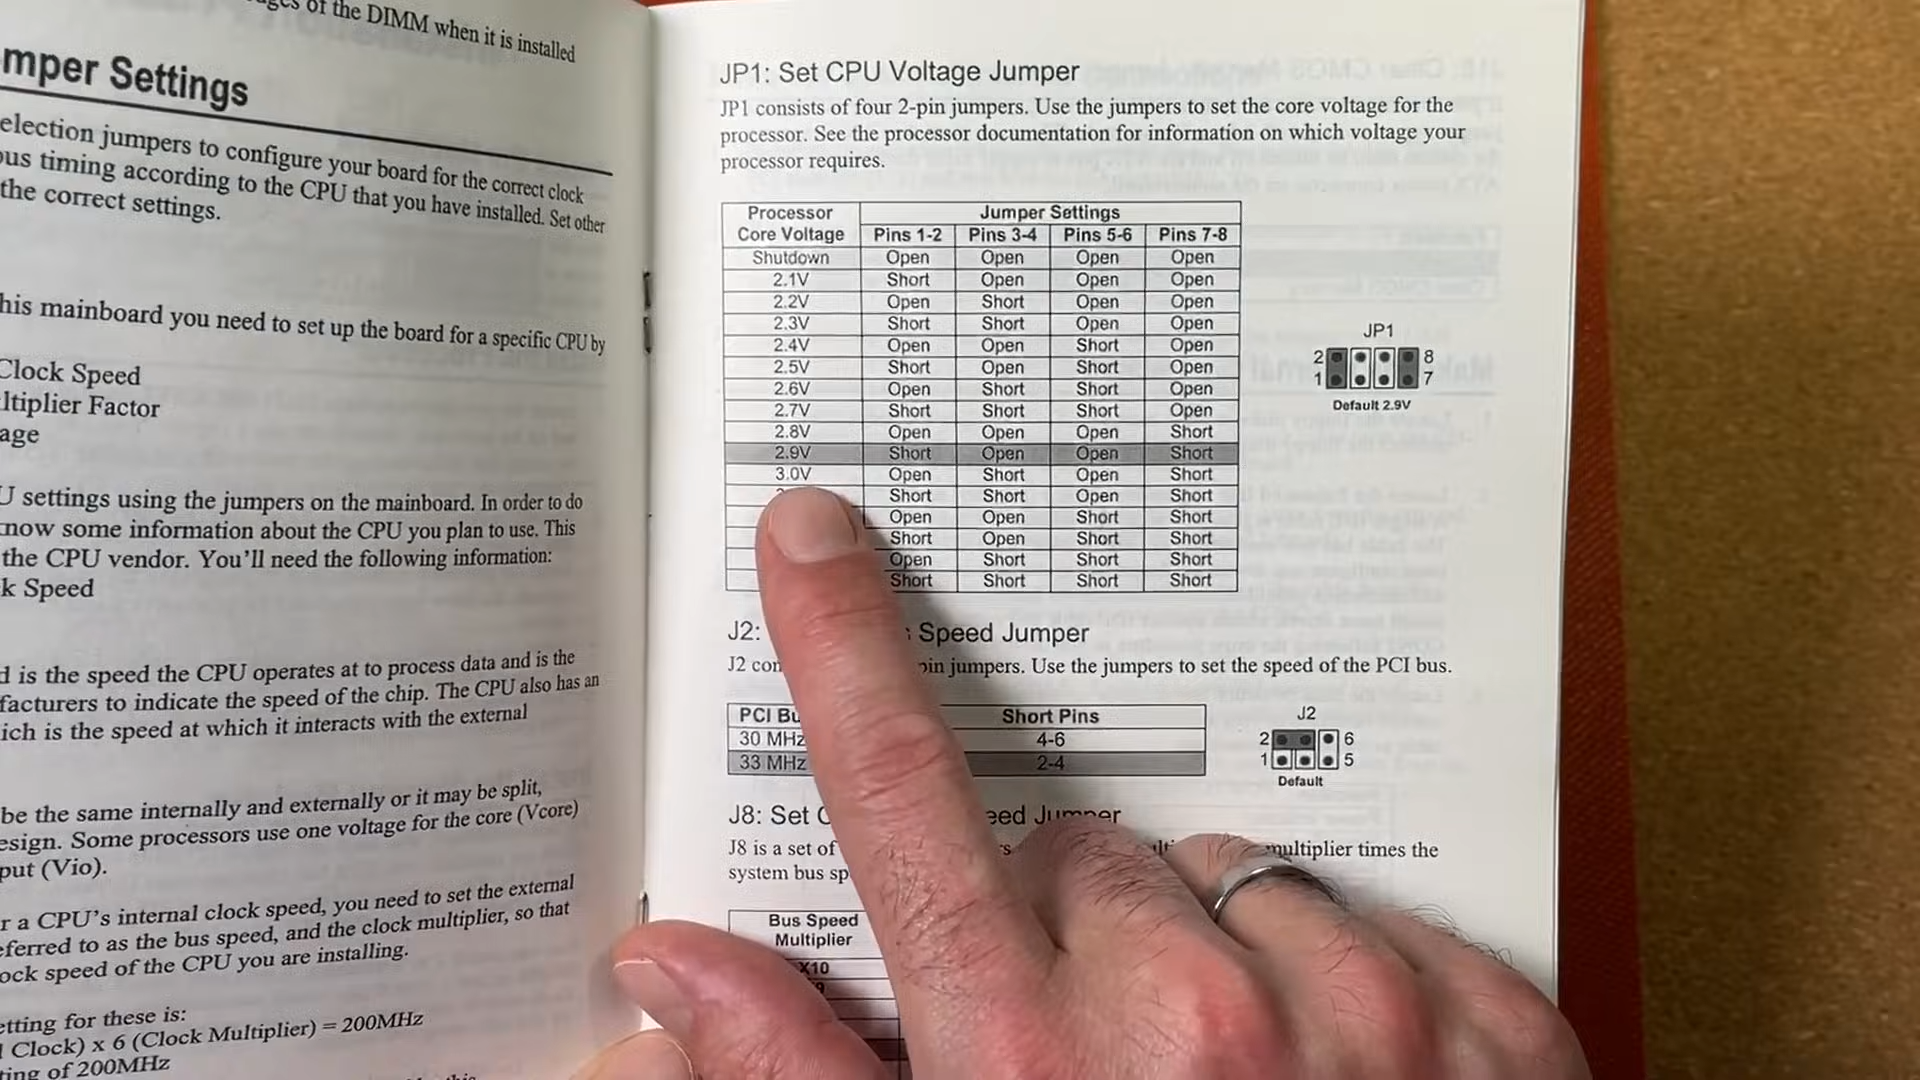 of the DIMM when it is installed
mper Settings
election jumpers to configure your board for the correct clock
ous timing according to the CPU that you have installed. Set other
the correct settings.
his mainboard you need to set up the board for a specific CPU by
Clock Speed
ltiplier Factor
age
U settings using the jumpers on the mainboard. In order to do
now some information about the CPU you plan to use. This
the CPU vendor. You'll need the following information:
k Speed
d is the speed the CPU operates at to process data and is the
facturers to indicate the speed of the chip. The CPU also has an
ich is the speed at which it interacts with the external
be the same internally and externally or it may be split,
esign. Some processors use one voltage for the core (Vcore)
put (Vio).
r a CPU's internal clock speed, you need to set the external
eferred to as the bus speed, and the clock multiplier, so that
ock speed of the CPU you are installing.
etting for these is:
l Clock) x 6 (Clock Multiplier) = 200MHz
ting of 200MHz
JP1: Set CPU Voltage Jumper
JP1 consists of four 2-pin jumpers. Use the jumpers to set the core voltage for the
processor. See the processor documentation for information on which voltage your
processor requires.
Processor Jumper Settings
Core Voltage Pins 1-2 Pins 3-4 Pins 5-6 Pins 7-8
Shutdown Open Open Open Open
2.1V Short Open Open Open
2.2V Open Short Open Open
2.3V Short Short Open Open
2.4V Open Open Short Open
2.5V Short Open Short Open
2.6V Open Short Short Open
2.7V Short Short Short Open
2.8V Open Open Open Short
2.9V Short Open Open Short
3.0V Open Short Open Short
Short Short Open Short
Open Open Short Short
Short Open Short Short
Open Short Short Short
Short Short Short Short
JP1
2 8
1 7
Default 2.9V
J2: Speed Jumper
J2 con pin jumpers. Use the jumpers to set the speed of the PCI bus.
PCI Bu Short Pins
30 MHz 4-6
33 MHz 2-4
J2
2 6
1 5
Default
J8: Set eed Jumper
J8 is a set of multiplier times the
system bus sp
Bus Speed
Multiplier
X10